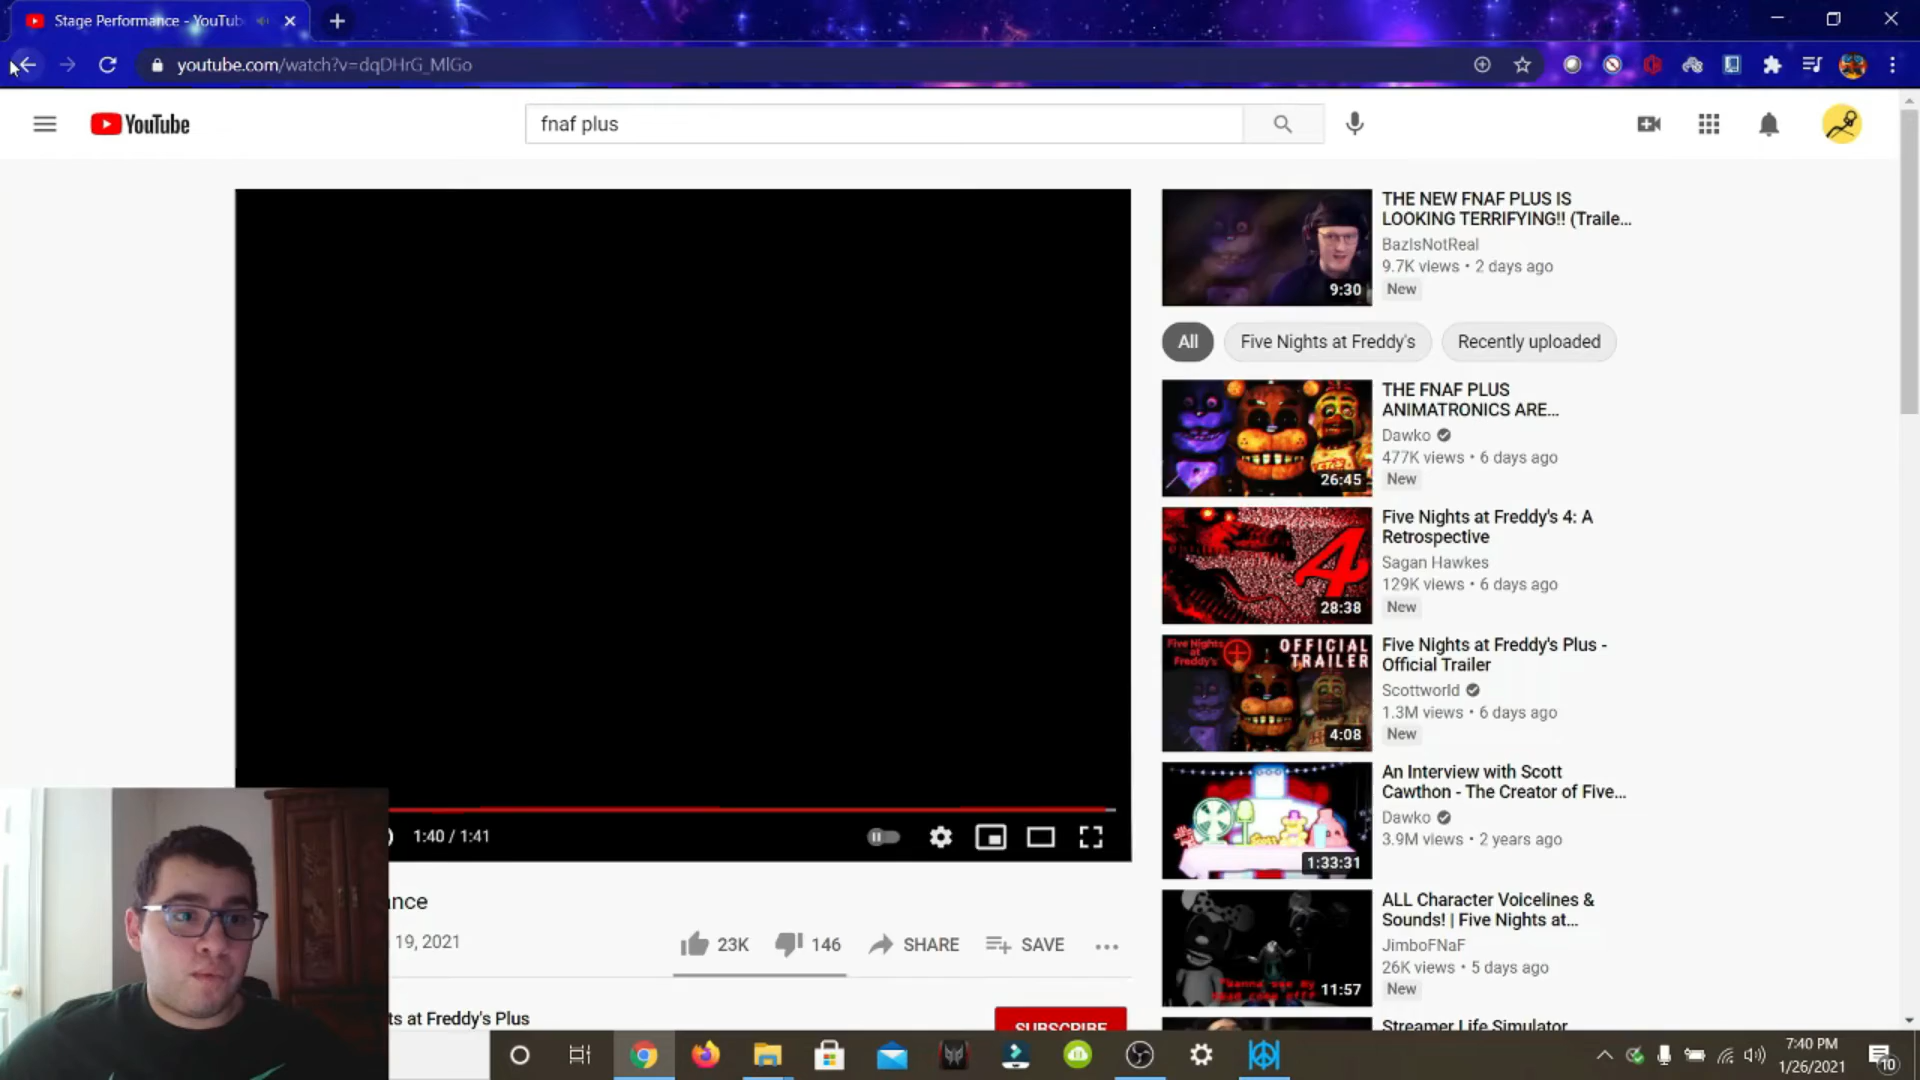 Stage Performance - YouTub
youtube.com/watch?v=dqDHrG_MlGo
YouTube
fnaf plus
THE NEW FNAF PLUS IS
LOOKING TERRIFYING!! (Traile...
BazIsNotReal
9.7K views • 2 days ago
New
9:30
All
Five Nights at Freddy's
Recently uploaded
THE FNAF PLUS
ANIMATRONICS ARE...
Dawko
477K views • 6 days ago
New
26:45
Five Nights at Freddy's 4: A
Retrospective
Sagan Hawkes
129K views • 6 days ago
New
4
28:38
Five Nights at Freddy's
OFFICIAL
TRAILER
Five Nights at Freddy's Plus -
Official Trailer
Scottworld
1.3M views • 6 days ago
New
4:08
An Interview with Scott
Cawthon - The Creator of Five...
Dawko
3.9M views • 2 years ago
1:33:31
ALL Character Voicelines &
Sounds! | Five Nights at...
JimboFNaF
26K views • 5 days ago
New
11:57
Streamer Life Simulator
1:40 / 1:41
nce
19, 2021
23K
146
SHARE
SAVE
ts at Freddy's Plus
SUBSCRIBE
7:40 PM
1/26/2021
10